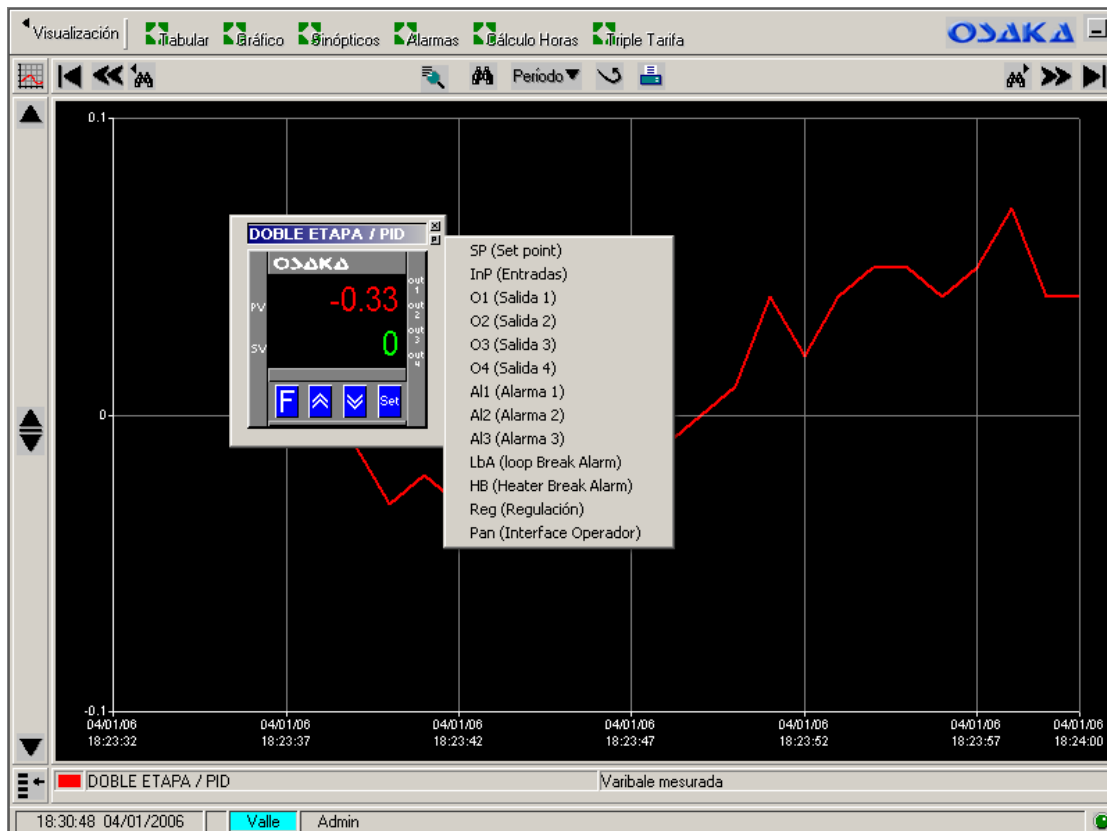 Visualización Tabular Gráfico Sinópticos Alarmas Cálculo Horas Triple Tarifa OSAKA
Período
0.1
DOBLE ETAPA / PID
OSAKA
PV -0.33
SV 0
out 1
out 2
out 3
out 4
F Set
SP (Set point)
InP (Entradas)
O1 (Salida 1)
O2 (Salida 2)
O3 (Salida 3)
O4 (Salida 4)
Al1 (Alarma 1)
Al2 (Alarma 2)
Al3 (Alarma 3)
LbA (loop Break Alarm)
HB (Heater Break Alarm)
Reg (Regulación)
Pan (Interface Operador)
0
-0.1
04/01/06 04/01/06 04/01/06 04/01/06 04/01/06 04/01/06 04/01/06
18:23:32 18:23:37 18:23:42 18:23:47 18:23:52 18:23:57 18:24:00
DOBLE ETAPA / PID Varibale mesurada
18:30:48 04/01/2006 Valle Admin